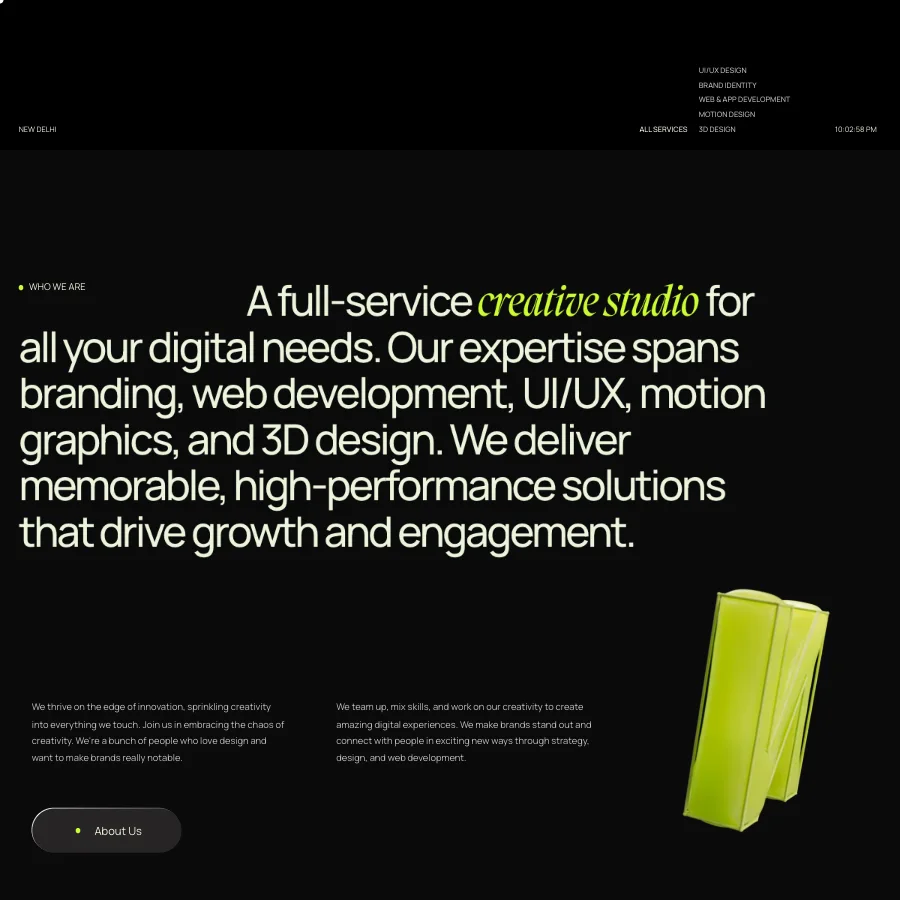 UI/UX DESIGN
BRAND IDENTITY
WEB & APP DEVELOPMENT
MOTION DESIGN
NEW DELHI
ALL SERVICES
3D DESIGN
10:02:58 PM
WHO WE ARE
A full-service creative studio for
all your digital needs. Our expertise spans
branding, web development, UI/UX, motion
graphics, and 3D design. We deliver
memorable, high-performance solutions
that drive growth and engagement.
We thrive on the edge of innovation, sprinkling creativity
into everything we touch. Join us in embracing the chaos of
creativity. We're a bunch of people who love design and
want to make brands really notable.
We team up, mix skills, and work on our creativity to create
amazing digital experiences. We make brands stand out and
connect with people in exciting new ways through strategy,
design, and web development.
About Us